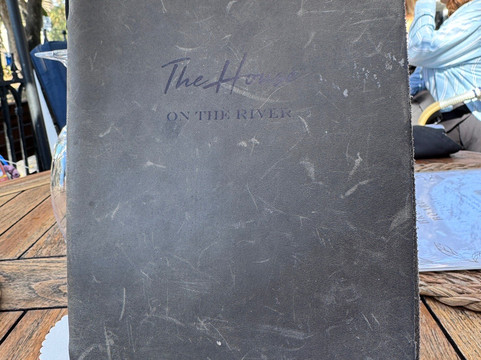 The House
ON THE RIVER